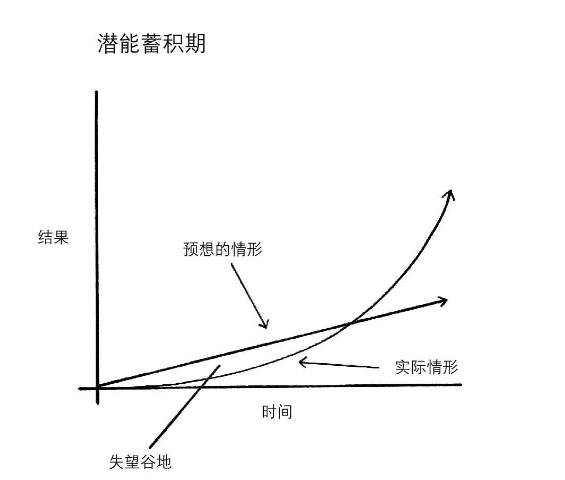 潜能蓄积期
结果
预想的情形
实际情形
时间
失望谷地